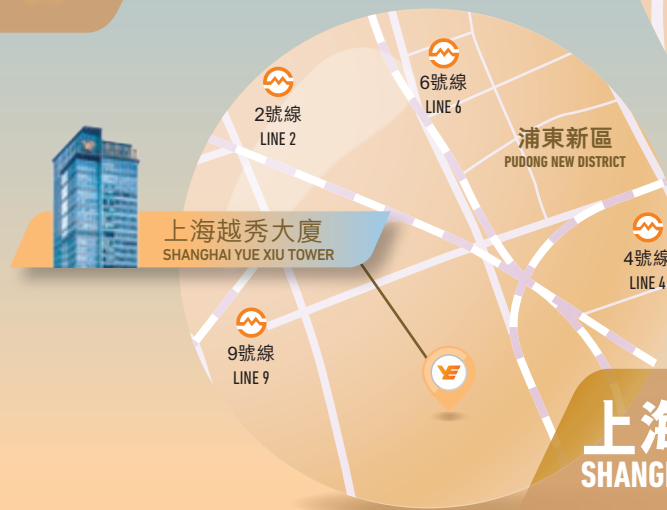 2號線
LINE 2
6號線
LINE 6
浦東新區
PUDONG NEW DISTRICT
上海越秀大廈
SHANGHAI YUE XIU TOWER
4號線
LINE 4
9號線
LINE 9
YE
上海
SHANGH